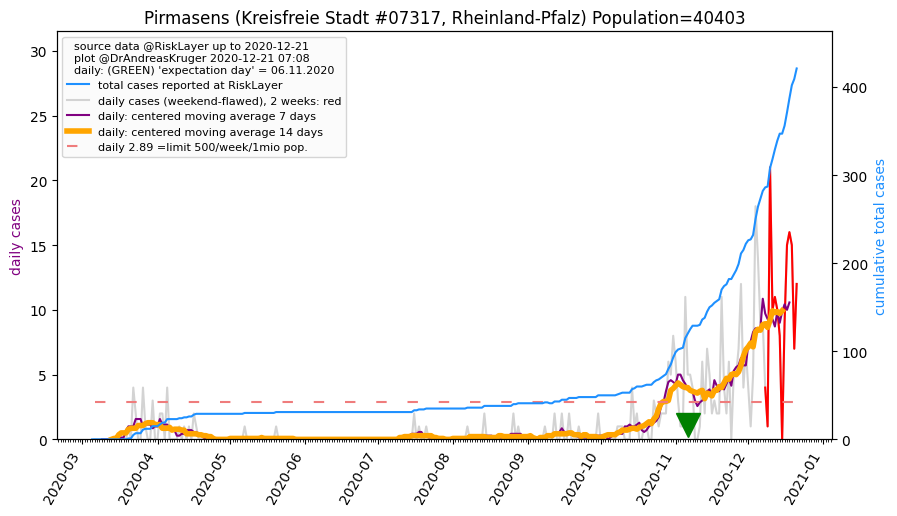 Pirmasens (Kreisfreie Stadt #07317, Rheinland-Pfalz) Population=40403
source data @RiskLayer up to 2020-12-21
plot @DrAndreasKruger 2020-12-21 07:08
daily: (GREEN) 'expectation day' = 06.11.2020
total cases reported at RiskLayer
daily cases (weekend-flawed), 2 weeks: red
daily: centered moving average 7 days
daily: centered moving average 14 days
daily 2.89 =limit 500/week/1mio pop.
daily cases
30
25
20
15
10
5
0
cumulative total cases
400
300
200
100
0
2020-03
2020-04
2020-05
2020-06
2020-07
2020-08
2020-09
2020-10
2020-11
2020-12
2021-01